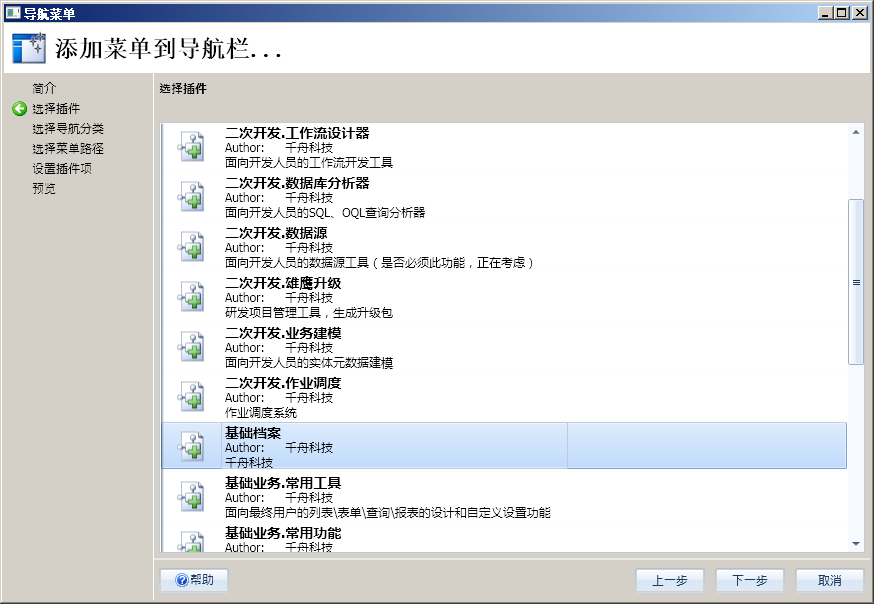 导航菜单
添加菜单到导航栏...
简介
选择插件
选择导航分类
选择菜单路径
设置插件项
预览
选择插件
二次开发.工作流设计器
Author: 千舟科技
面向开发人员的工作流开发工具
二次开发.数据库分析器
Author: 千舟科技
面向开发人员的SQL、OQL查询分析器
二次开发.数据源
Author: 千舟科技
面向开发人员的数据源工具（是否必须此功能，正在考虑）
二次开发.雄鹰升级
Author: 千舟科技
研发项目管理工具，生成升级包
二次开发.业务建模
Author: 千舟科技
面向开发人员的实体元数据建模
二次开发.作业调度
Author: 千舟科技
作业调度系统
基础档案
Author: 千舟科技
千舟科技
基础业务.常用工具
Author: 千舟科技
面向最终用户的列表\表单\查询\报表的设计和自定义设置功能
基础业务.常用功能
Author: 千舟科技
帮助
上一步
下一步
取消